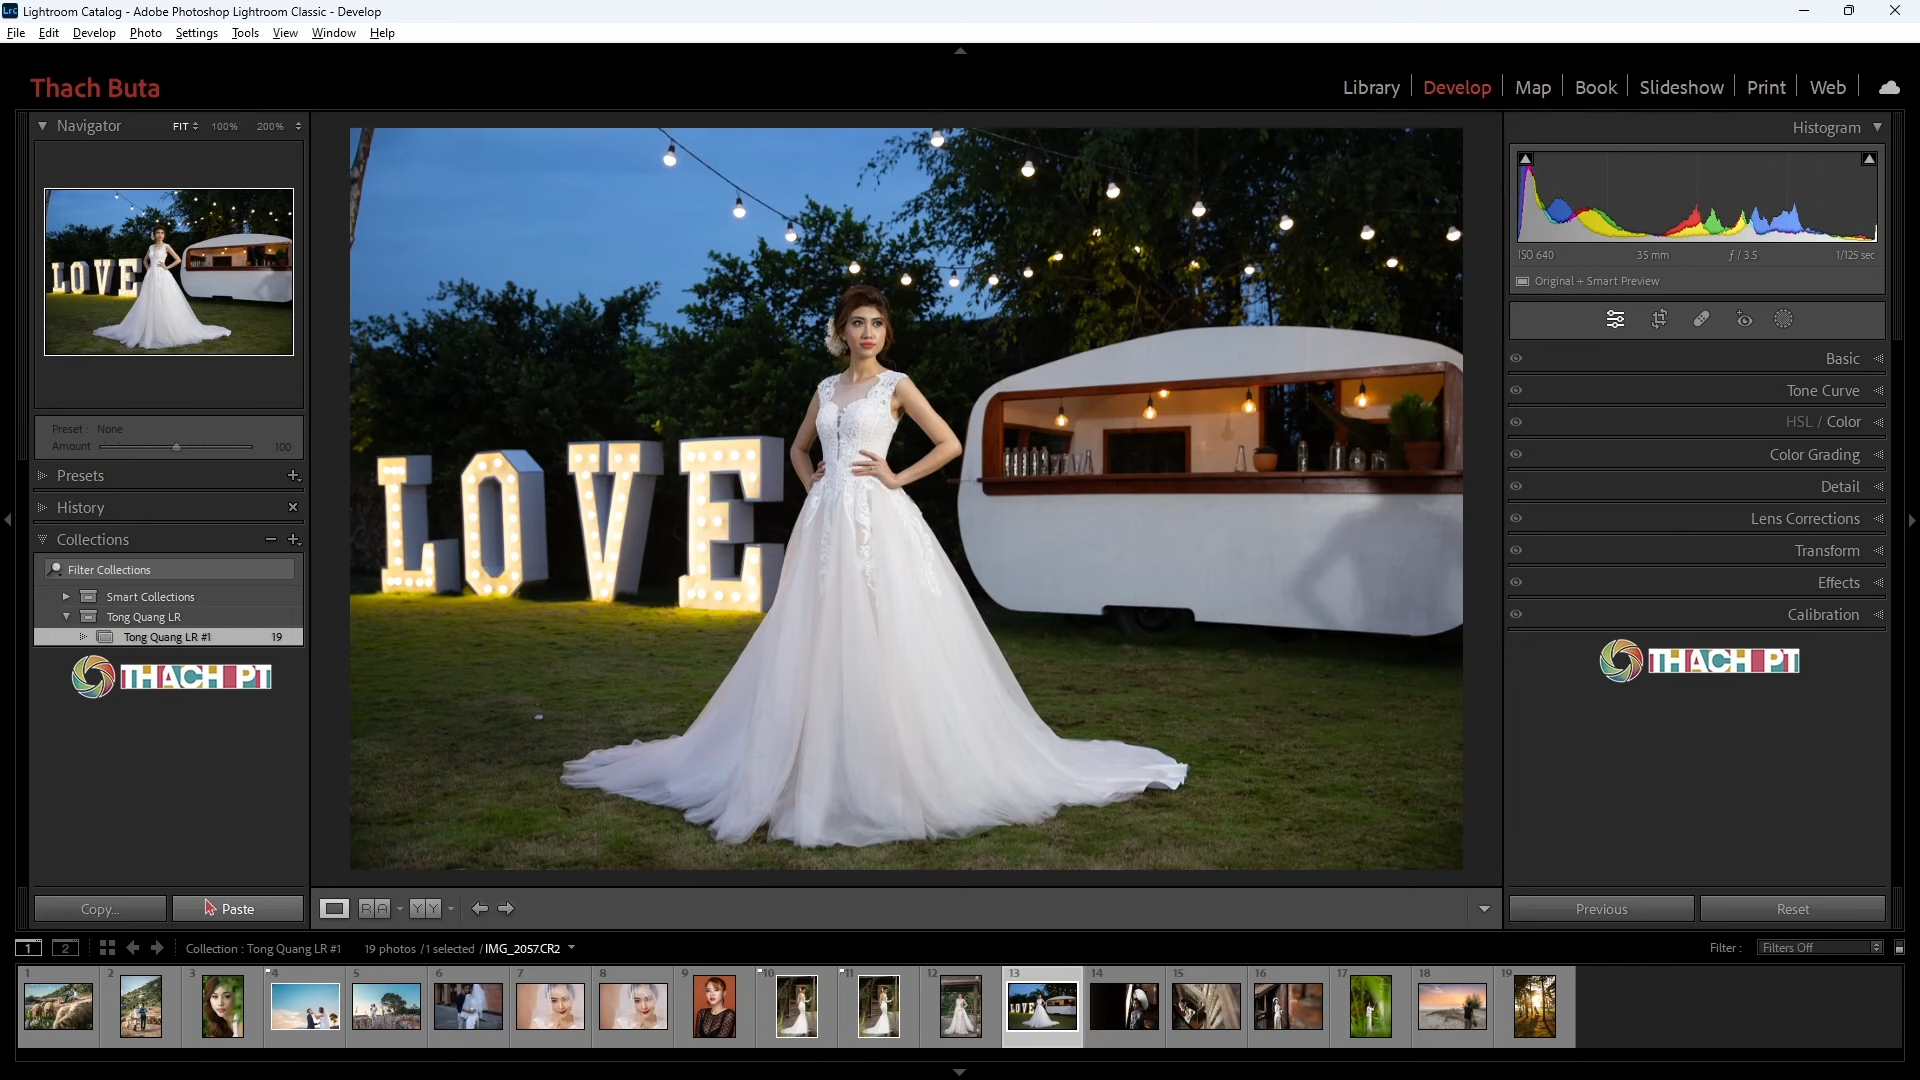 Lightroom Catalog - Adobe Photoshop Lightroom Classic - Develop
File Edit Develop Photo Settings Tools View Window Help
Thach Buta
Library Develop Map Book Slideshow Print Web
Navigator FIT 100% 200%
Histogram
ISO 640 35 mm ƒ / 3.5 1/125 sec
Original + Smart Preview
LOVE
Preset : None
Amount 100
Presets
History
Collections
Filter Collections
Smart Collections
Tong Quang LR
Tong Quang LR #1 19
THACH PT
Basic
Tone Curve
HSL / Color
Color Grading
Detail
Lens Corrections
Transform
Effects
Calibration
THACH PT
Copy... Paste
R A Y Y
Previous Reset
1 2 Collection : Tong Quang LR #1 19 photos / 1 selected / IMG_2057.CR2 Filter : Filters Off
1 2 3 4 5 6 7 8 9 10 11 12 13 14 15 16 17 18 19
LOVE